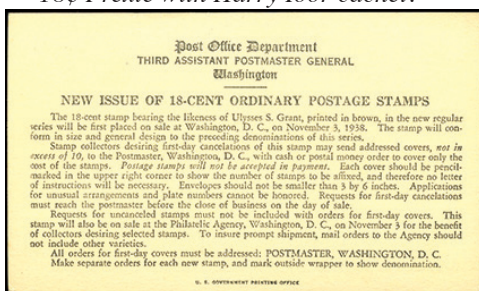 18¢ Prexie with Harry Ioor cachet.
Post Office Department
THIRD ASSISTANT POSTMASTER GENERAL
Washington
NEW ISSUE OF 18-CENT ORDINARY POSTAGE STAMPS
The 18-cent stamp bearing the likeness of Ulysses S. Grant, printed in brown, in the new regular
series will be first placed on sale at Washington, D. C., on November 3, 1938. The stamp will con-
form in size and general design to the preceding denominations of this series.
Stamp collectors desiring first-day cancelations of this stamp may send addressed covers, not in
excess of 10, to the Postmaster, Washington, D. C., with cash or postal money order to cover only the
cost of the stamps. Postage stamps will not be accepted in payment. Each cover should be pencil-
marked in the upper right corner to show the number of stamps to be affixed, and therefore no letter
of instructions will be necessary. Envelopes should not be smaller than 3 by 6 inches. Applications
for unusual arrangements and plate numbers cannot be honored. Requests for first-day cancelations
must reach the postmaster before the close of business on the day of sale.
Requests for uncanceled stamps must not be included with orders for first-day covers. This
stamp will also be on sale at the Philatelic Agency, Washington, D. C., on November 3 for the benefit
of collectors desiring selected stamps. To insure prompt shipment, mail orders to the Agency should
not include other varieties.
All orders for first-day covers must be addressed: POSTMASTER, WASHINGTON, D. C.
Make separate orders for each new stamp, and mark outside wrapper to show denomination.
U. S. GOVERNMENT PRINTING OFFICE